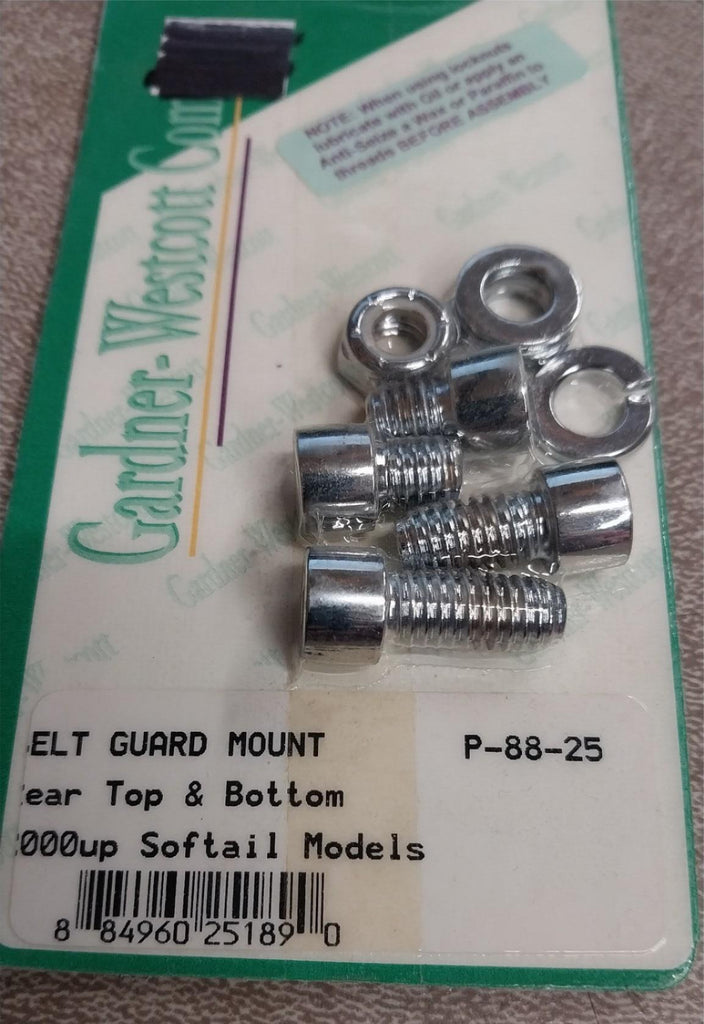 Gardner-Westcott Com
NOTE: When using locknuts
lubricate with Oil or apply an
Anti-Seize a Wax or Paraffin to
threads BEFORE ASSEMBLY
ELT GUARD MOUNT P-88-25
ear Top & Bottom
000up Softail Models
8 84960 25189 0